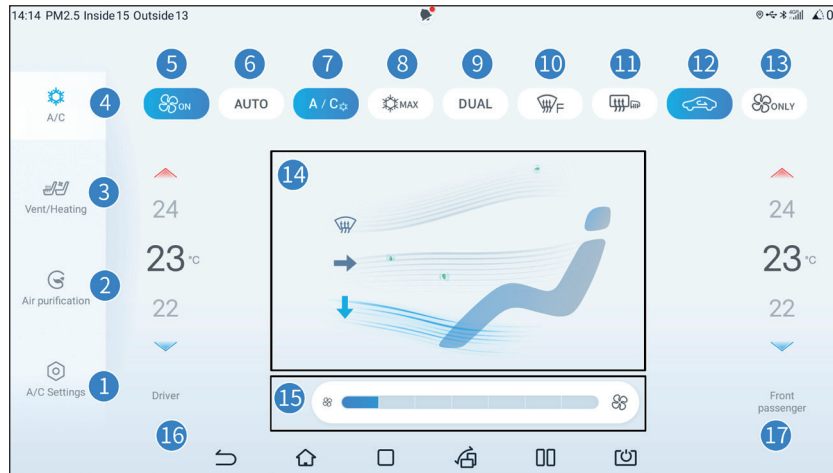 14:14 PM2.5 Inside15 Outside13
4G
5
6
7
8
9
10
11
12
13
ON
AUTO
A / C
MAX
DUAL
F
ONLY
A/C
4
14
Vent/Heating
3
24
24
23 °C
23 °C
Air purification
2
22
22
A/C Settings
1
15
Driver
Front
passenger
16
17